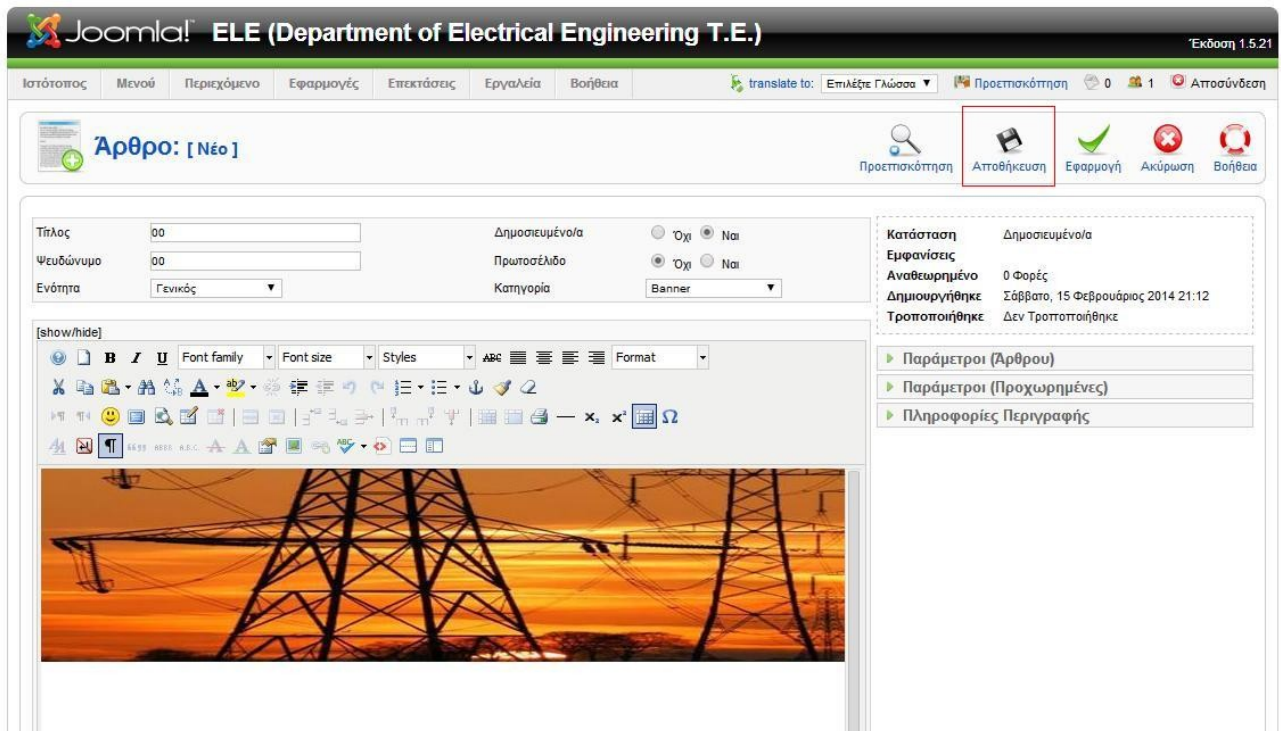 Joomla! ELE (Department of Electrical Engineering T.E.)
Έκδοση 1.5.21
Ιστότοπος Μενού Περιεχόμενο Εφαρμογές Επεκτάσεις Εργαλεία Βοήθεια translate to: Επιλέξτε Γλώσσα Προεπισκόπηση 0 1 Αποσύνδεση
Άρθρο: [ Νέο ]
Προεπισκόπηση Αποθήκευση Εφαρμογή Ακύρωση Βοήθεια
Τίτλος 00 Δημοσιευμένο/α Όχι Ναι
Ψευδώνυμο 00 Πρωτοσέλιδο Όχι Ναι
Ενότητα Γενικός Κατηγορία Banner
Κατάσταση Δημοσιευμένο/α
Εμφανίσεις
Αναθεωρημένο 0 Φορές
Δημιουργήθηκε Σάββατο, 15 Φεβρουάριος 2014 21:12
Τροποποιήθηκε Δεν Τροποποιήθηκε
[show/hide]
B I U Font family Font size Styles ABC Format
Παράμετροι (Άρθρου)
Παράμετροι (Προχωρημένες)
Πληροφορίες Περιγραφής